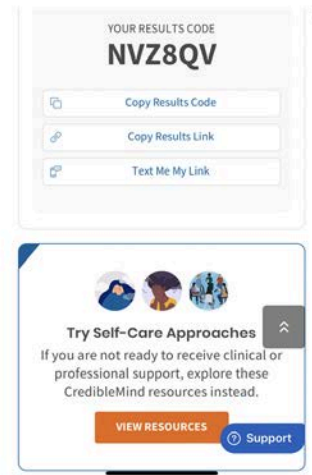 YOUR RESULTS CODE
NVZ8QV
Copy Results Code
Copy Results Link
Text Me My Link
Try Self-Care Approaches
If you are not ready to receive clinical or
professional support, explore these
CredibleMind resources instead.
VIEW RESOURCES
Support